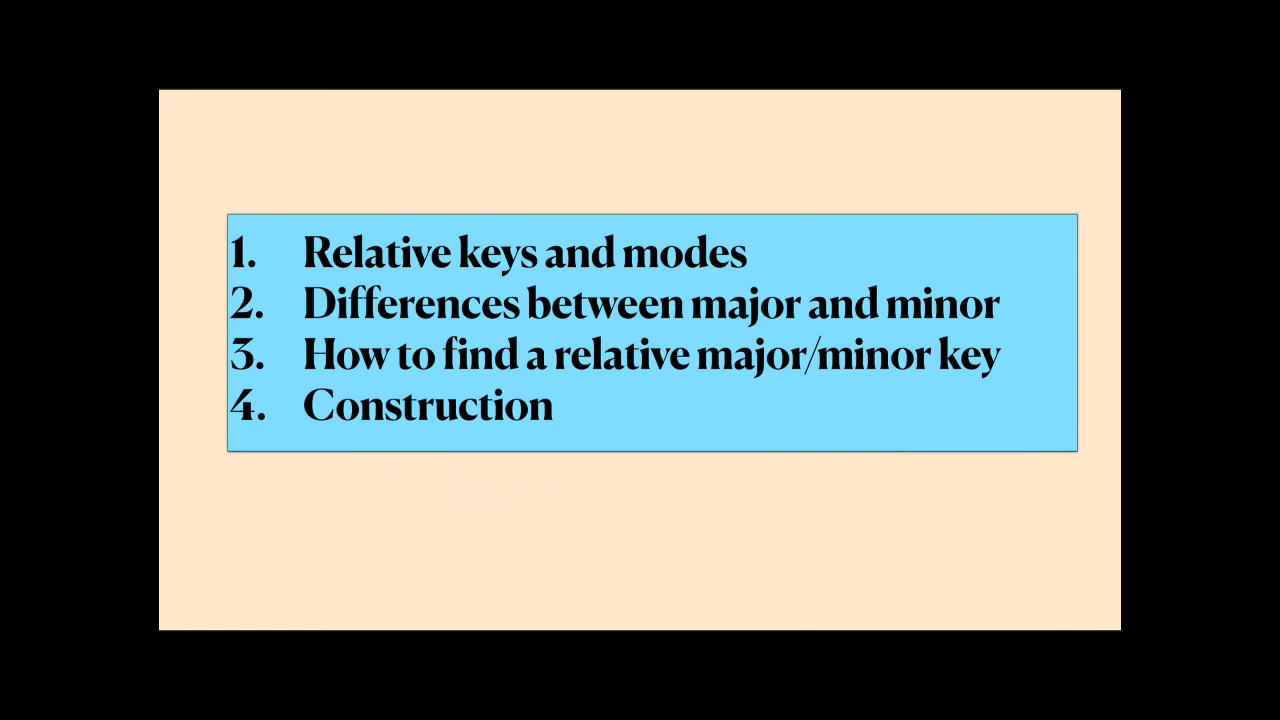 1. Relative keys and modes
2. Differences between major and minor
3. How to find a relative major/minor key
4. Construction